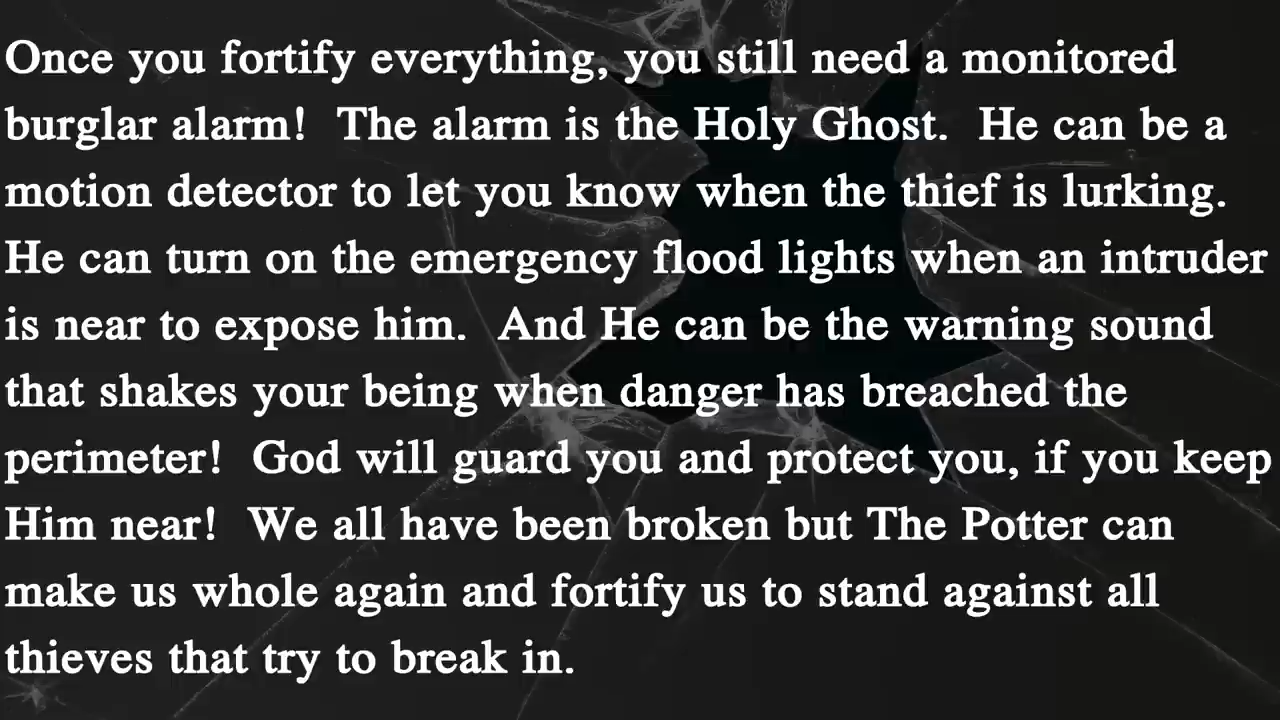 Once you fortify everything, you still need a monitored
burglar alarm!  The alarm is the Holy Ghost.  He can be a
motion detector to let you know when the thief is lurking.
He can turn on the emergency flood lights when an intruder
is near to expose him.  And He can be the warning sound
that shakes your being when danger has breached the
perimeter!  God will guard you and protect you, if you keep
Him near!  We all have been broken but The Potter can
make us whole again and fortify us to stand against all
thieves that try to break in.